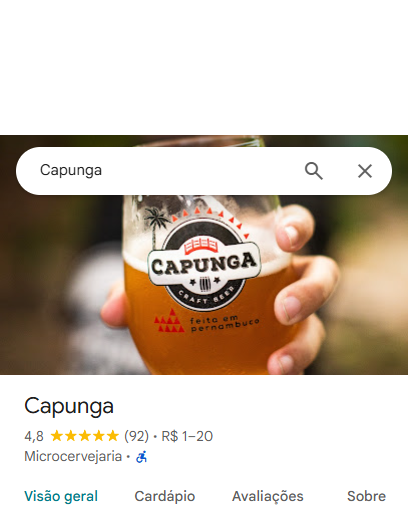 Capunga
CAPUNGA
CRAFT BEER
feito em
pernambuco
Capunga
4,8 (92) • R$ 1–20
Microcervejaria •
Visão geral Cardápio Avaliações Sobre